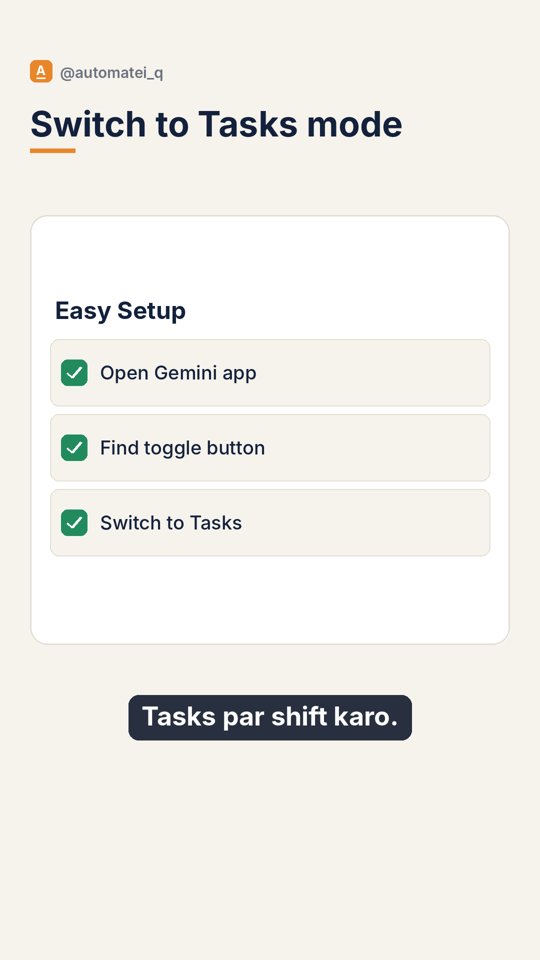 A
@automatei_q
Switch to Tasks mode
Easy Setup
Open Gemini app
Find toggle button
Switch to Tasks
Tasks par shift karo.